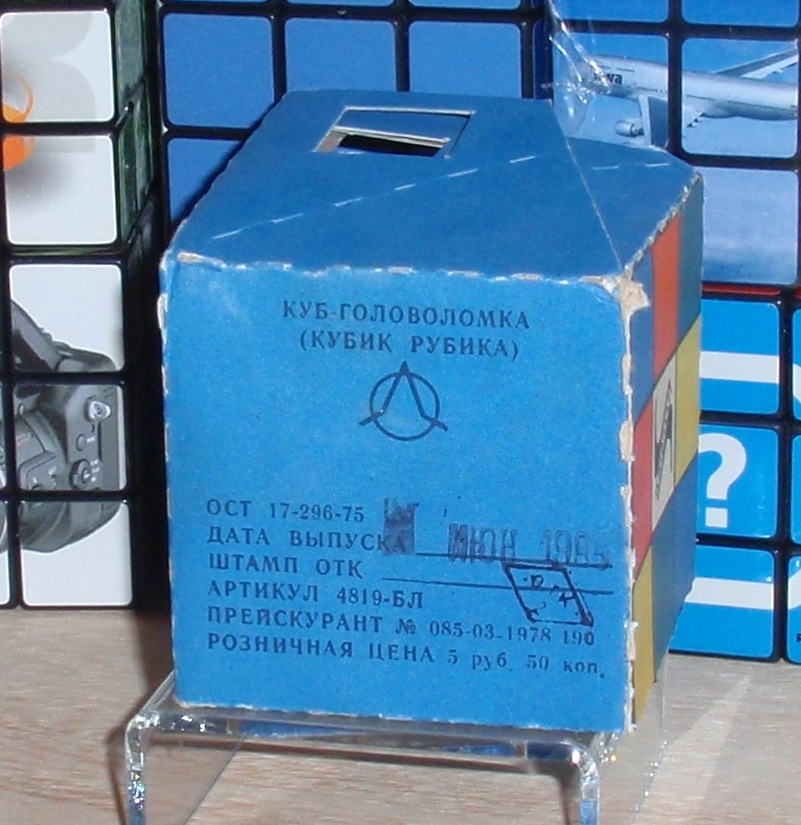 КУБ-ГОЛОВОЛОМКА
(КУБИК РУБИКА)
ОСТ 17-296-75
ДАТА ВЫПУСКА ИЮН
ШТАМП ОТК
АРТИКУЛ 4819-БЛ
ПРЕЙСКУРАНТ № 085-03-1978 190
РОЗНИЧНАЯ ЦЕНА 5 руб. 50 коп.
?